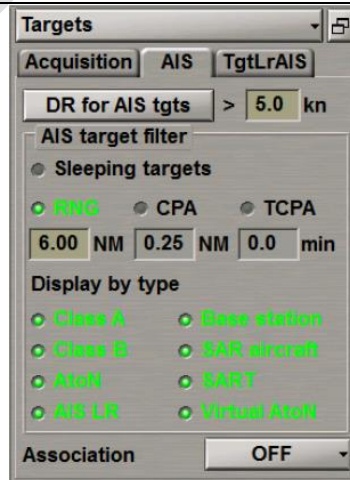 Targets
Acquisition AIS TgtLrAIS
DR for AIS tgts > 5.0 kn
AIS target filter
Sleeping targets
RNG CPA TCPA
6.00 NM 0.25 NM 0.0 min
Display by type
Class A Base station
Class B SAR aircraft
AtoN SART
AIS LR Virtual AtoN
Association OFF